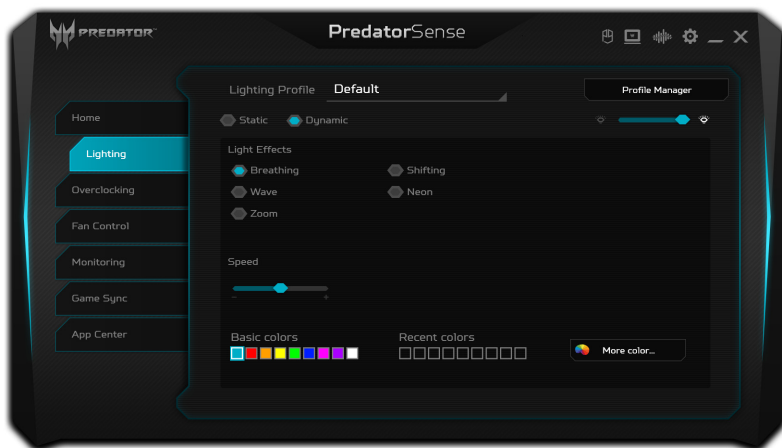 PREDATOR
PredatorSense
Lighting Profile Default
Profile Manager
Home
Lighting
Overclocking
Fan Control
Monitoring
Game Sync
App Center
Static Dynamic
Light Effects
Breathing Shifting
Wave Neon
Zoom
Speed
- +
Basic colors Recent colors
More color...